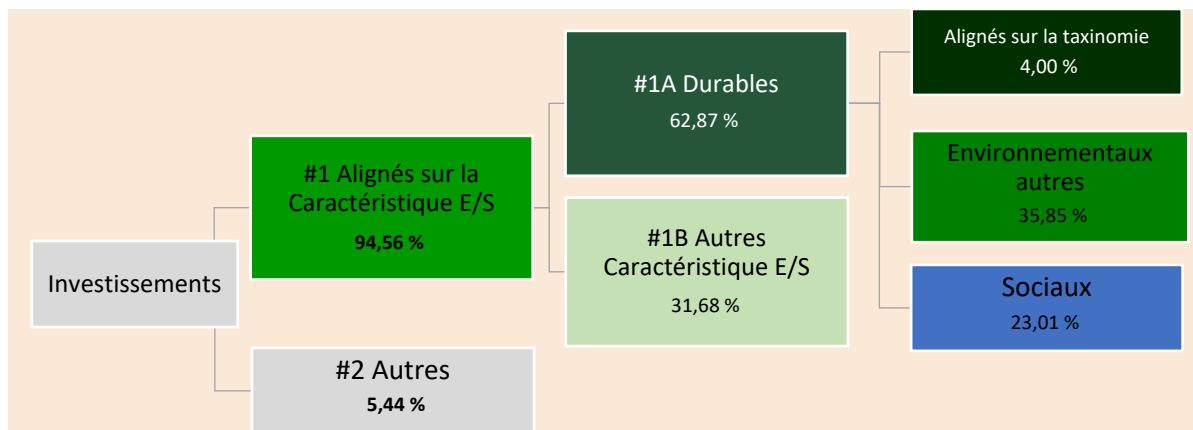 Investissements
#1 Alignés sur la
Caractéristique E/S
94,56 %
#2 Autres
5,44 %
#1A Durables
62,87 %
#1B Autres
Caractéristique E/S
31,68 %
Alignés sur la taxinomie
4,00 %
Environnementaux
autres
35,85 %
Sociaux
23,01 %